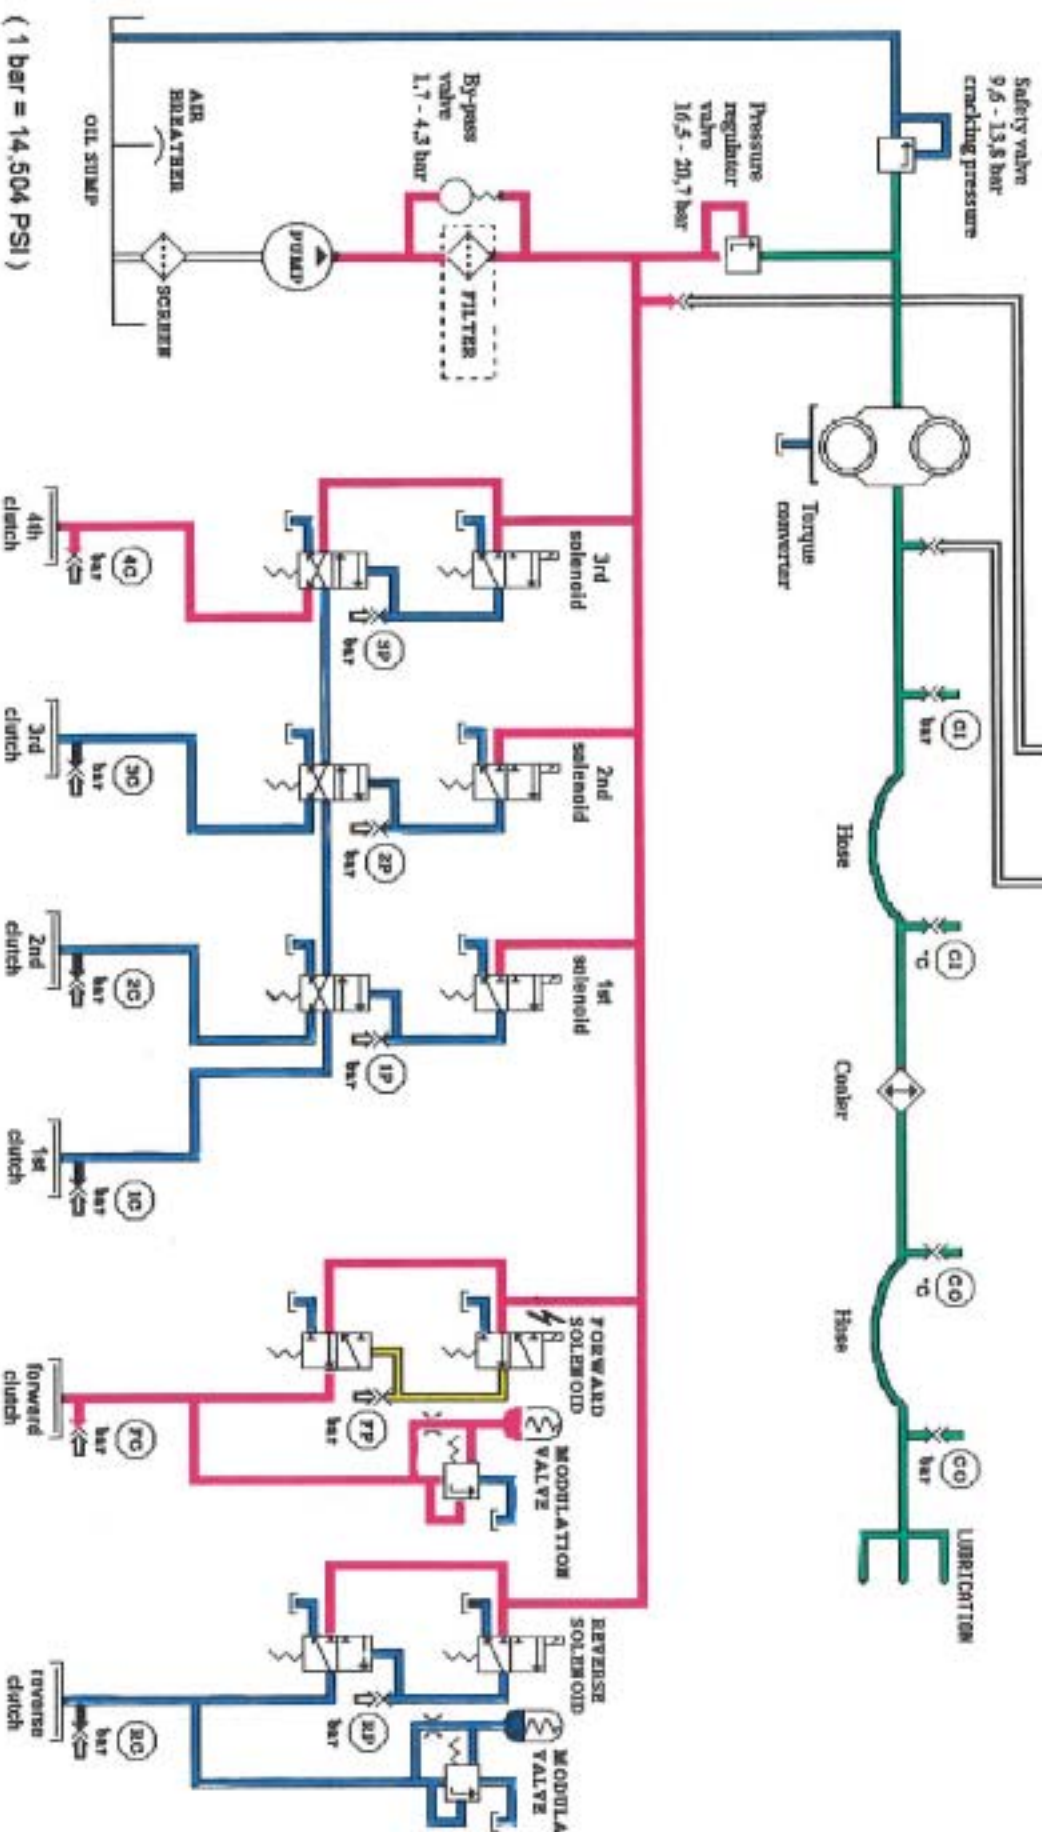 ( 1 bar = 14,504 PSI )
OIL SUMP
AIR
BREATHER
SCREEN
PUMP
By-pass
valve
1,7 - 4,3 bar
FILTER
Pressure
regulater
valve
16,5 - 20,7 bar
Safety valve
9,6 - 13,8 bar
cracking pressure
Torque
converter
CI
bar
Hose
CI
°C
Cooler
CO
°C
Hose
CO
bar
LUBRICATION
3rd
solenoid
2nd
solenoid
1st
solenoid
FORWARD
SOLENOID
REVERSE
SOLENOID
3P
bar
2P
bar
1P
bar
FP
bar
MODULATION
VALVE
RP
bar
MODULA
VALVE
4C
bar
3C
bar
2C
bar
1C
bar
FC
bar
RC
bar
4th
clutch
3rd
clutch
2nd
clutch
1st
clutch
forward
clutch
reverse
clutch